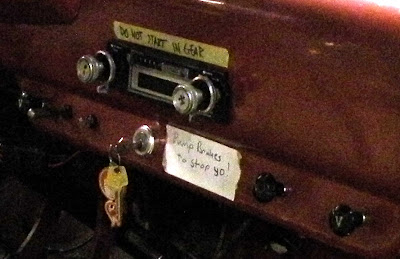 DO NOT START IN GEAR
Pump Brakes!
To stop yo!